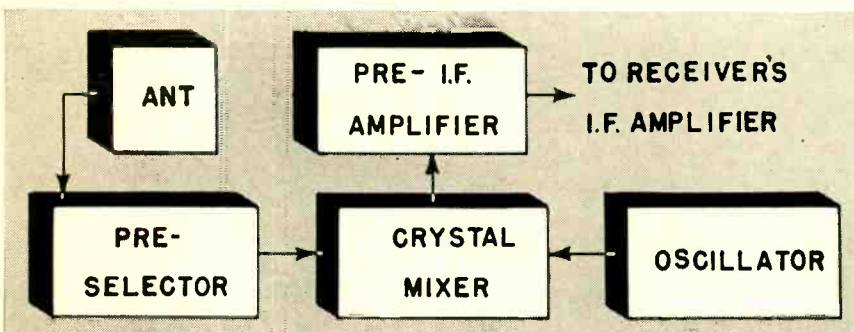 ANT
PRE- I.F.
AMPLIFIER
TO RECEIVER'S
I.F. AMPLIFIER
PRE-
SELECTOR
CRYSTAL
MIXER
OSCILLATOR